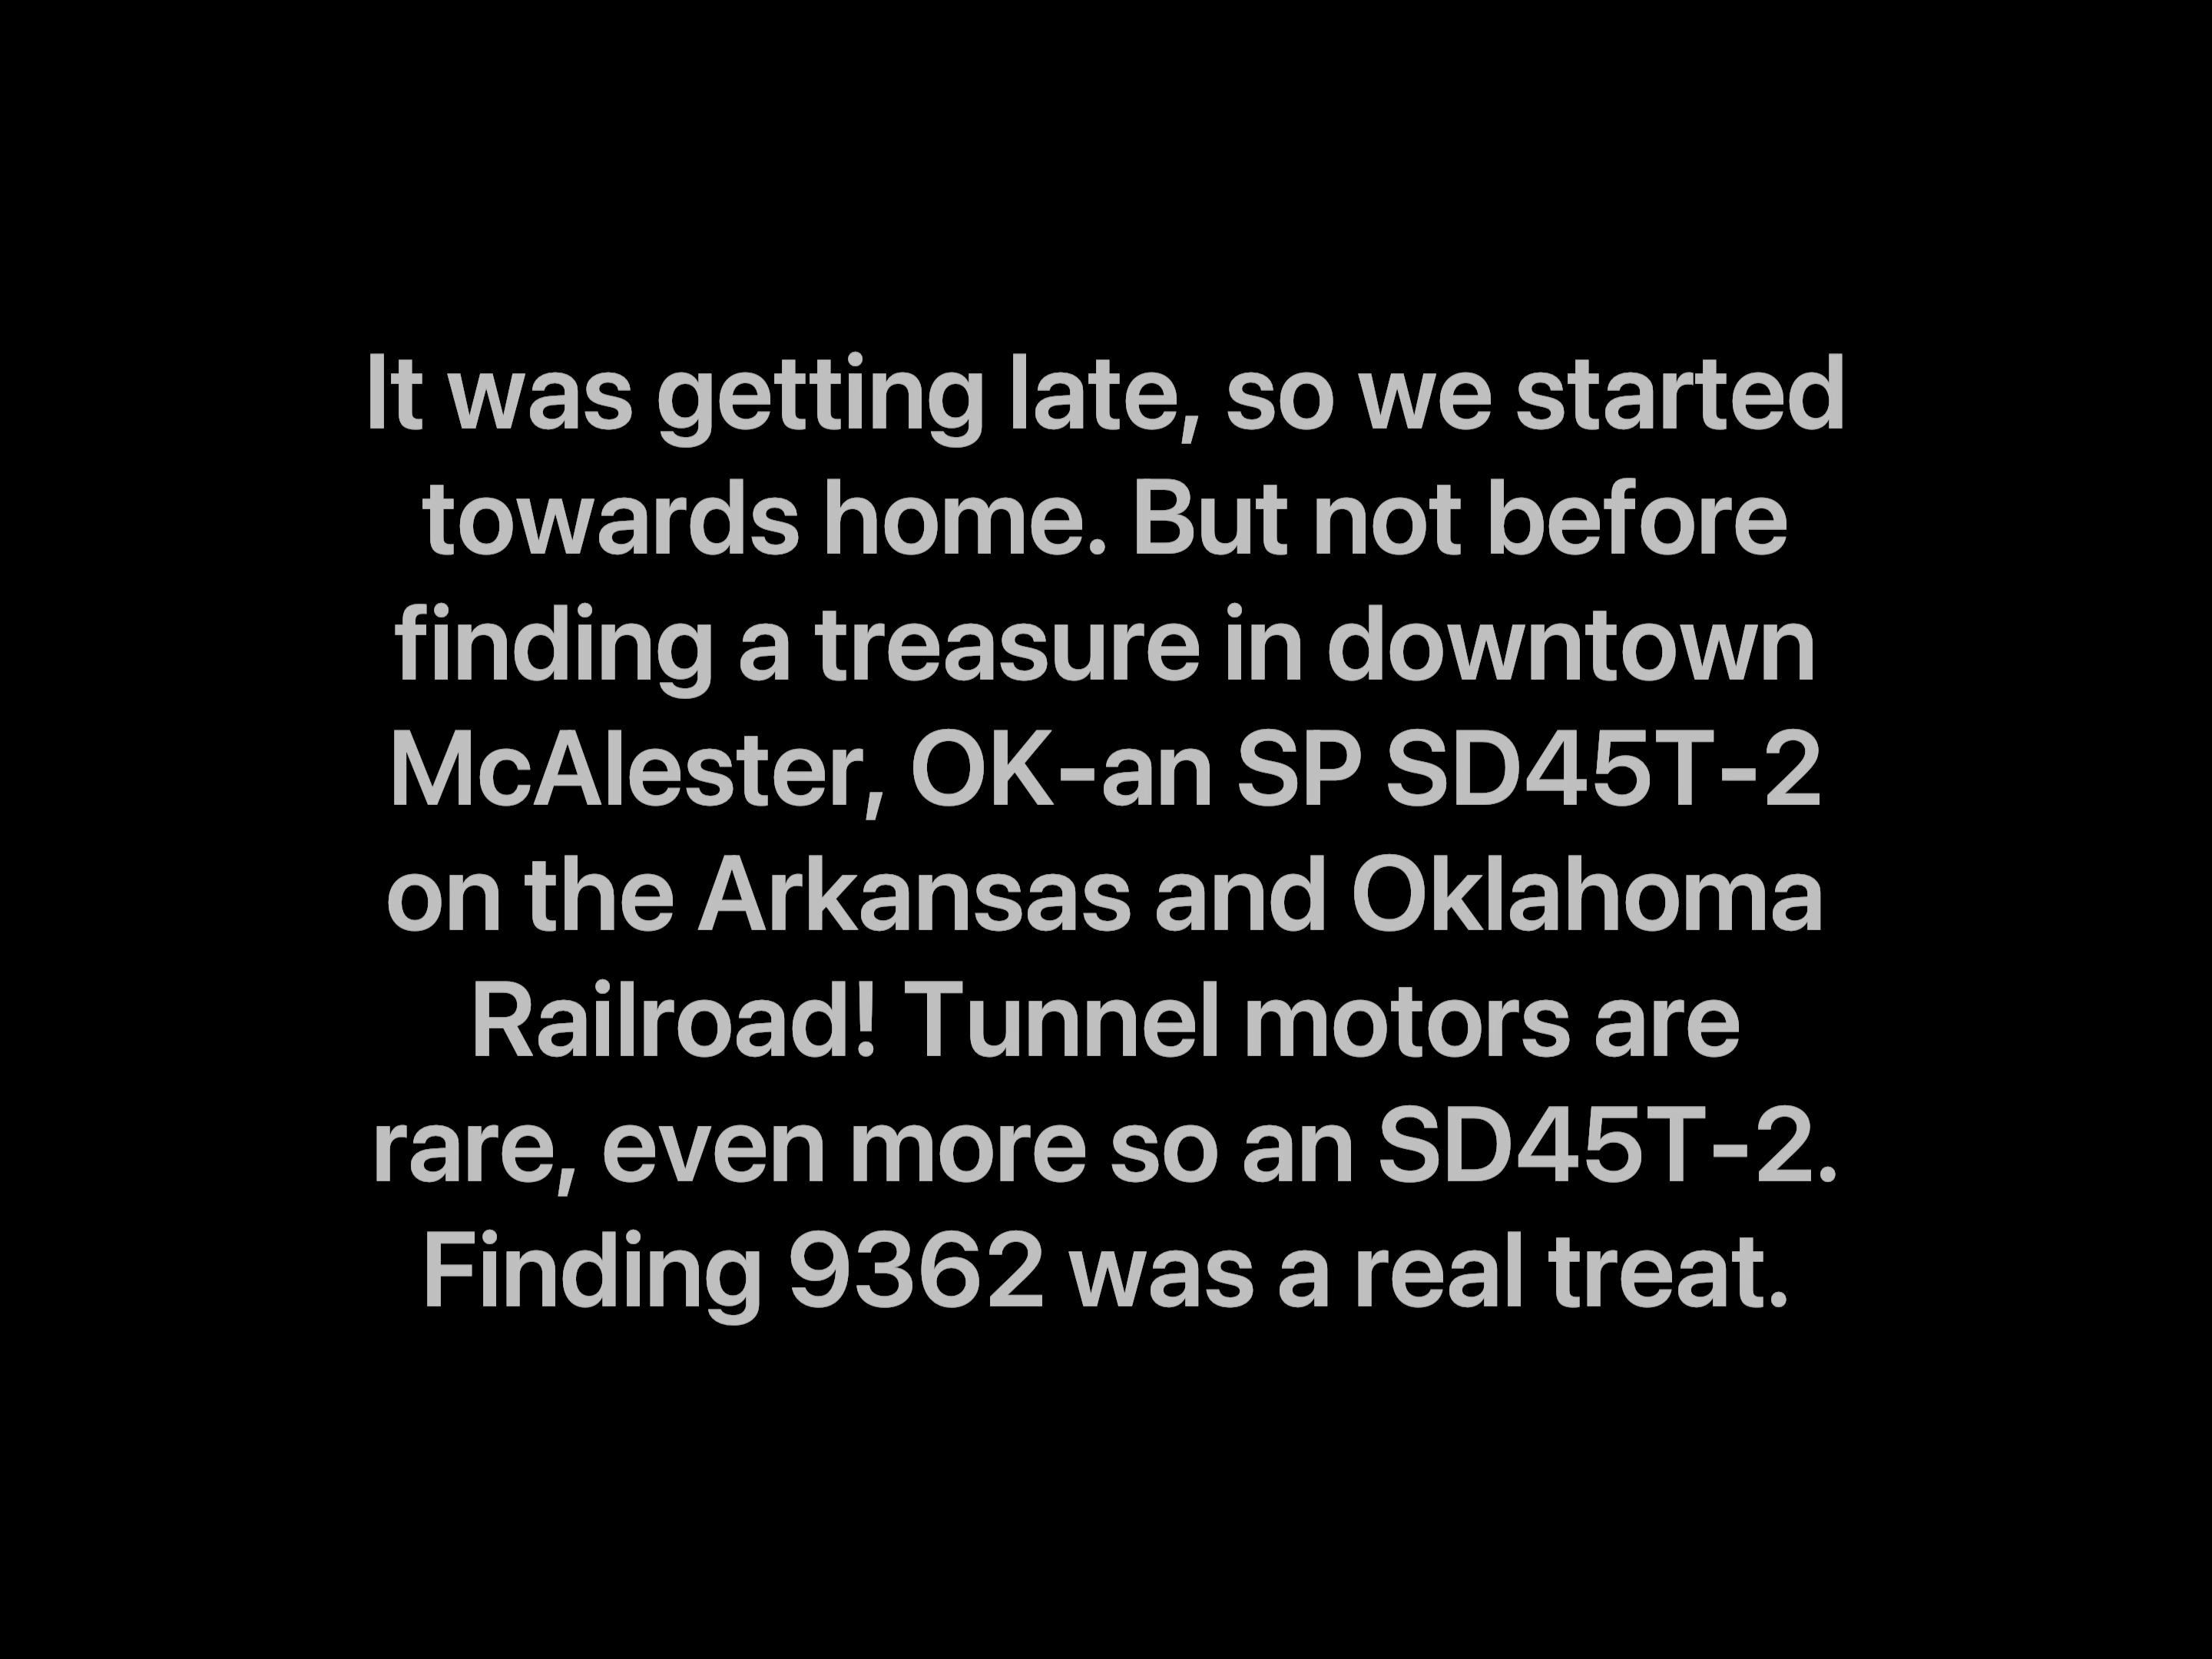 It was getting late, so we started
towards home. But not before
finding a treasure in downtown
McAlester, OK-an SP SD45T-2
on the Arkansas and Oklahoma
Railroad! Tunnel motors are
rare, even more so an SD45T-2.
Finding 9362 was a real treat.